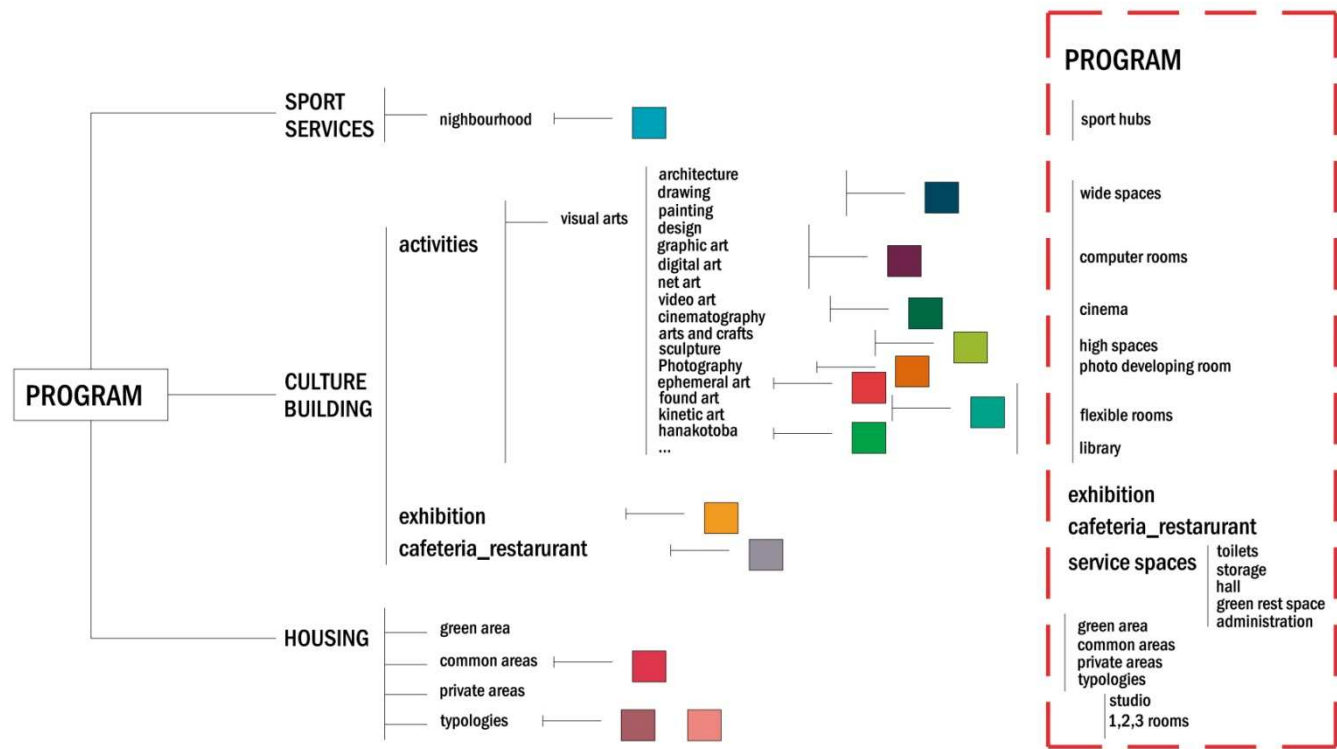 PROGRAM
SPORT
SERVICES
nighbourhood
CULTURE
BUILDING
activities
visual arts
architecture
drawing
painting
design
graphic art
digital art
net art
video art
cinematography
arts and crafts
sculpture
Photography
ephemeral art
found art
kinetic art
hanakotoba
...
exhibition
cafeteria_restarurant
HOUSING
green area
common areas
private areas
typologies
PROGRAM
sport hubs
wide spaces
computer rooms
cinema
high spaces
photo developing room
flexible rooms
library
exhibition
cafeteria_restarurant
service spaces
toilets
storage
hall
green rest space
administration
green area
common areas
private areas
typologies
studio
1,2,3 rooms